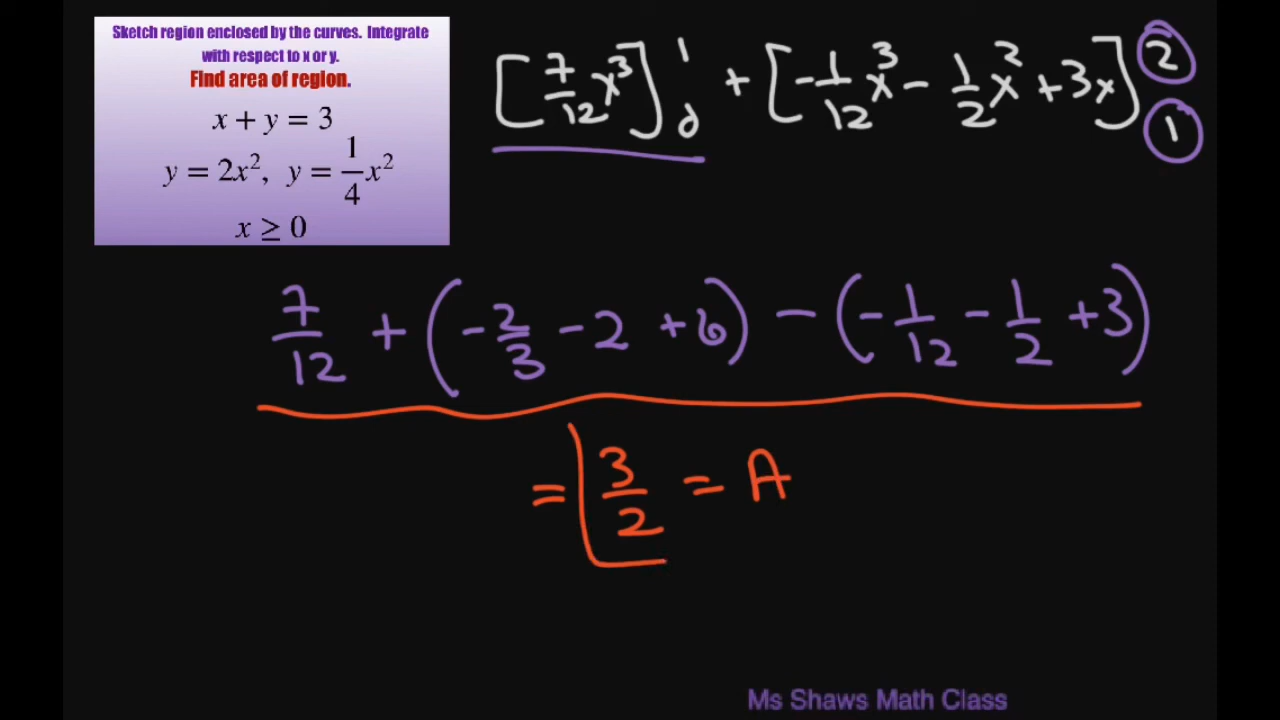 Sketch region enclosed by the curves. Integrate
with respect to x or y.
Find area of region.
x + y = 3
y = 2x², y = 1/4 x²
x ≥ 0
[7/12 x³]₀¹ + [-1/12 x³ - 1/2 x² + 3x] 2 1
7/12 + (-2/3 - 2 + 6) - (-1/12 - 1/2 + 3)
= 3/2 = A
Ms Shaws Math Class